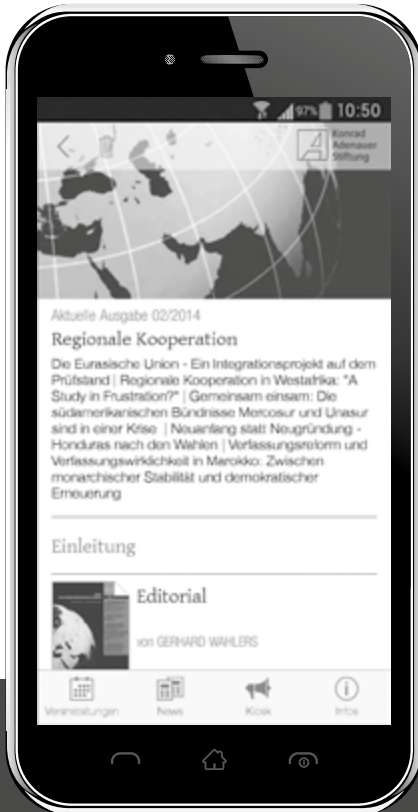 97% 10:50
Konrad
Adenauer
Stiftung
Aktuelle Ausgabe 02/2014
Regionale Kooperation
Die Eurasische Union - Ein Integrationsprojekt auf dem
Prüfstand | Regionale Kooperation in Westafrika: "A
Study in Frustration?" | Gemeinsam einsam: Die
südamerikanischen Bündnisse Mercosur und Unasur
sind in einer Krise | Neuanfang statt Neugründung -
Honduras nach den Wahlen | Verfassungsreform und
Verfassungswirklichkeit in Marokko: Zwischen
monarchischer Stabilität und demokratischer
Erneuerung
Einleitung
Editorial
von GERHARD WAHLERS
Veranstaltungen News Kiosk Infos